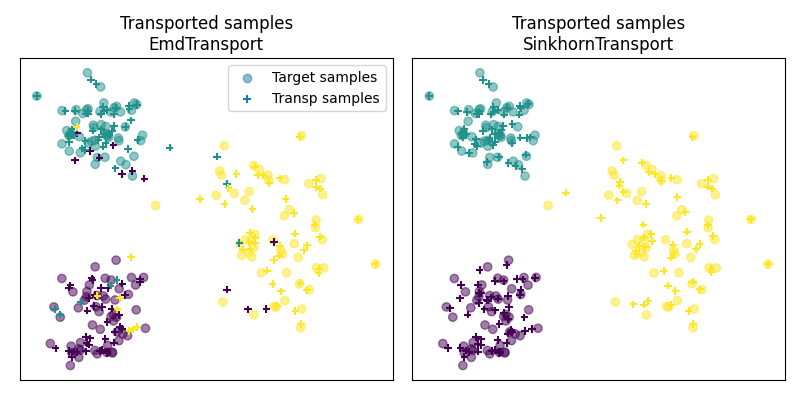 Transported samples
EmdTransport
Target samples
Transp samples
Transported samples
SinkhornTransport